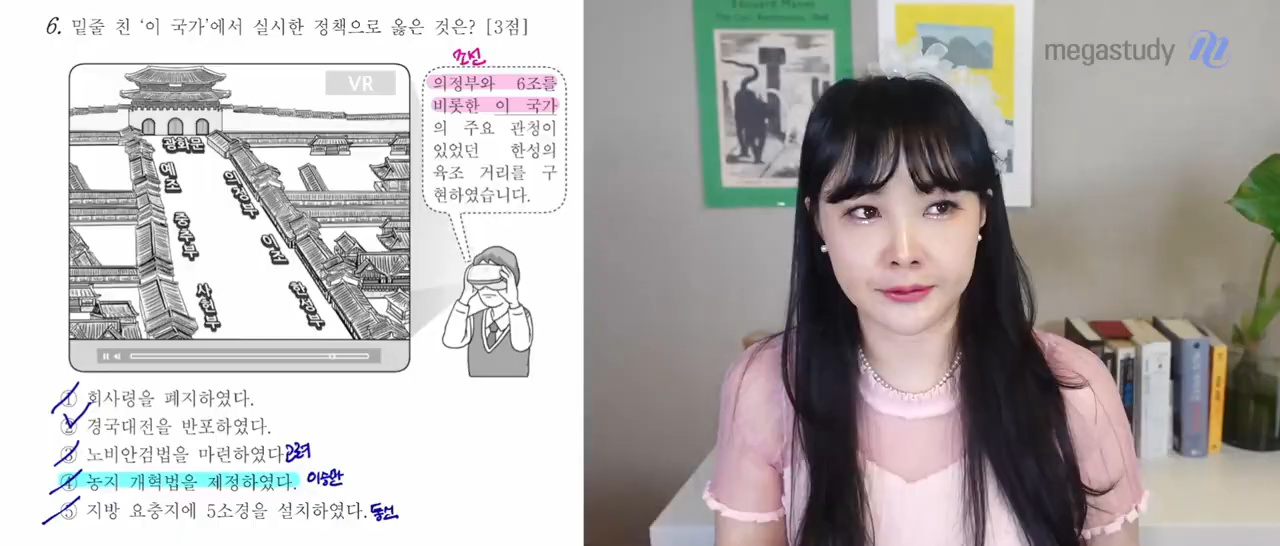 6. 밑줄 친 ‘이 국가’에서 실시한 정책으로 옳은 것은? [3점]
조선
VR
의정부와 6조를
비롯한 이 국가
의 주요 관청이
있었던 한성의
육조 거리를 구
현하였습니다.
광화문
예조
의정부
중추부
이조
사헌부
한성부
① 회사령을 폐지하였다.
② 경국대전을 반포하였다.
③ 노비안검법을 마련하였다. 고려
④ 농지 개혁법을 제정하였다. 이승만
⑤ 지방 요충지에 5소경을 설치하였다.
Edouard Manet
megastudy